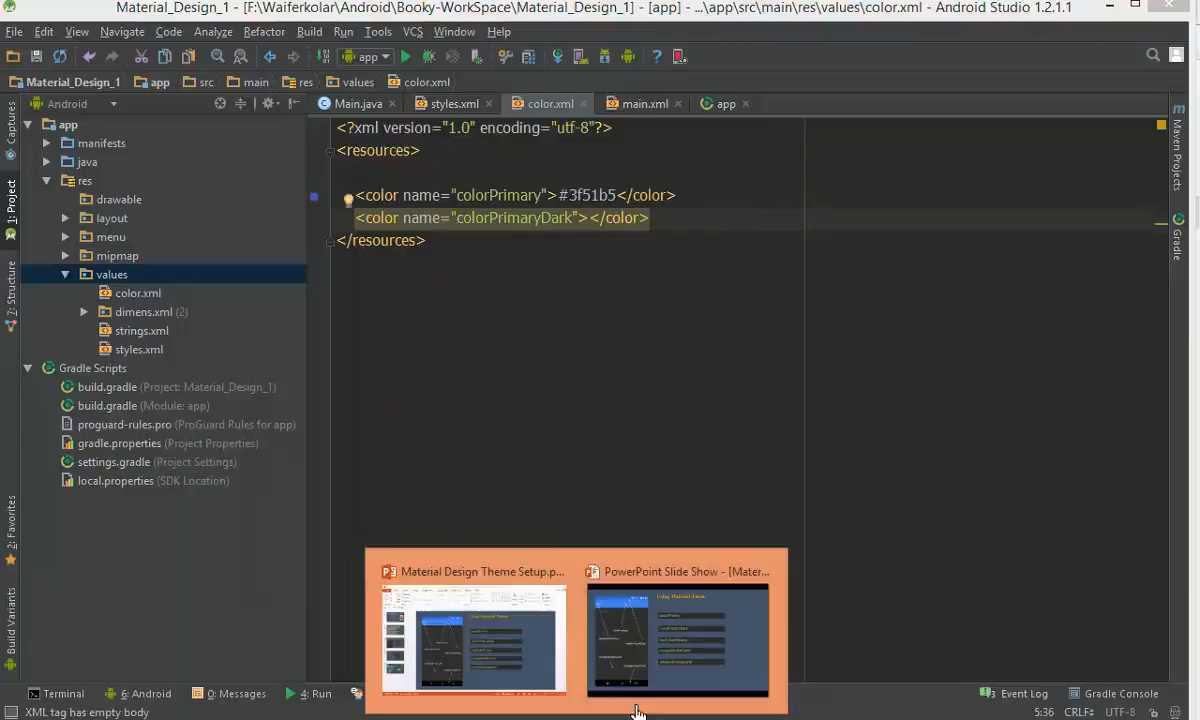 Material_Design_1 - [F:\Waiferkolar\Android\Booky-WorkSpace\Material_Design_1] - [app] - ...\app\src\main\res\values\color.xml - Android Studio 1.2.1.1
File Edit View Navigate Code Analyze Refactor Build Run Tools VCS Window Help
app
Material_Design_1 app src main res values color.xml
Android Main.java styles.xml color.xml main.xml app
Captures
1: Project
7: Structure
2: Favorites
Build Variants
app
manifests
java
res
drawable
layout
menu
mipmap
values
color.xml
dimens.xml (2)
strings.xml
styles.xml
Gradle Scripts
build.gradle (Project: Material_Design_1)
build.gradle (Module: app)
proguard-rules.pro (ProGuard Rules for app)
gradle.properties (Project Properties)
settings.gradle (Project Settings)
local.properties (SDK Location)
<?xml version="1.0" encoding="utf-8"?>
<resources>
<color name="colorPrimary">#3f51b5</color>
<color name="colorPrimaryDark"></color>
</resources>
Maven Projects
Gradle
Material Design Theme Setup.p...
PowerPoint Slide Show - [Mater...
Terminal 6: Android 0: Messages 4: Run Event Log Gradle Console
XML tag has empty body 5:36 CRLF UTF-8